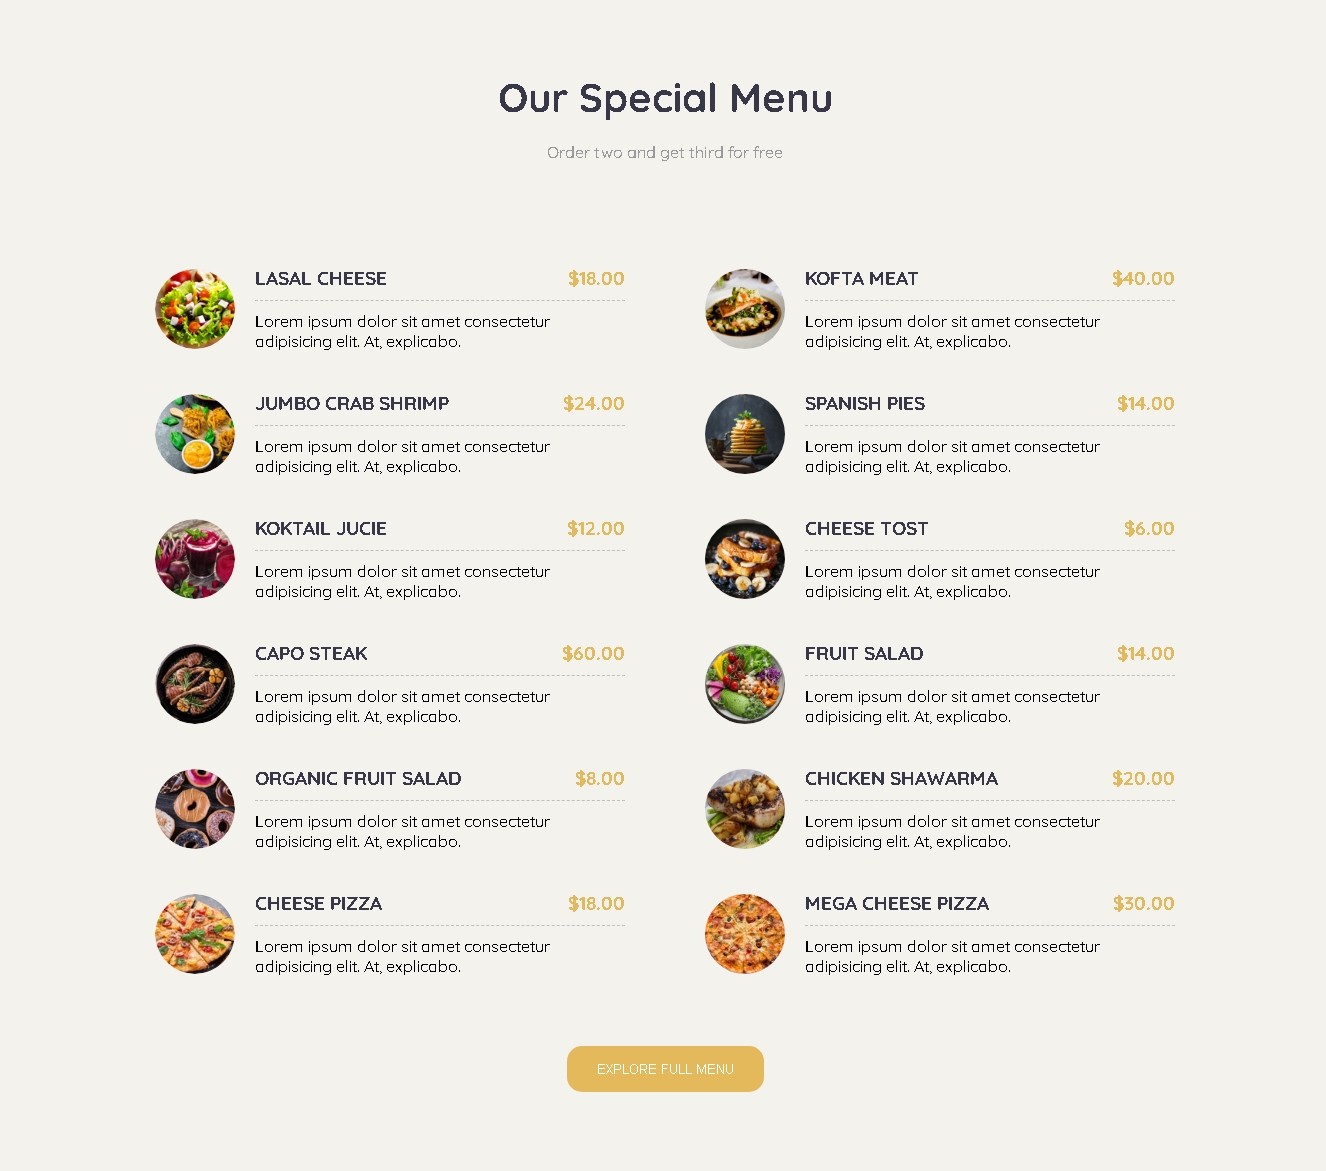 Our Special Menu
Order two and get third for free
LASAL CHEESE $18.00
Lorem ipsum dolor sit amet consectetur
adipisicing elit. At, explicabo.
JUMBO CRAB SHRIMP $24.00
Lorem ipsum dolor sit amet consectetur
adipisicing elit. At, explicabo.
KOKTAIL JUCIE $12.00
Lorem ipsum dolor sit amet consectetur
adipisicing elit. At, explicabo.
CAPO STEAK $60.00
Lorem ipsum dolor sit amet consectetur
adipisicing elit. At, explicabo.
ORGANIC FRUIT SALAD $8.00
Lorem ipsum dolor sit amet consectetur
adipisicing elit. At, explicabo.
CHEESE PIZZA $18.00
Lorem ipsum dolor sit amet consectetur
adipisicing elit. At, explicabo.
KOFTA MEAT $40.00
Lorem ipsum dolor sit amet consectetur
adipisicing elit. At, explicabo.
SPANISH PIES $14.00
Lorem ipsum dolor sit amet consectetur
adipisicing elit. At, explicabo.
CHEESE TOST $6.00
Lorem ipsum dolor sit amet consectetur
adipisicing elit. At, explicabo.
FRUIT SALAD $14.00
Lorem ipsum dolor sit amet consectetur
adipisicing elit. At, explicabo.
CHICKEN SHAWARMA $20.00
Lorem ipsum dolor sit amet consectetur
adipisicing elit. At, explicabo.
MEGA CHEESE PIZZA $30.00
Lorem ipsum dolor sit amet consectetur
adipisicing elit. At, explicabo.
EXPLORE FULL MENU